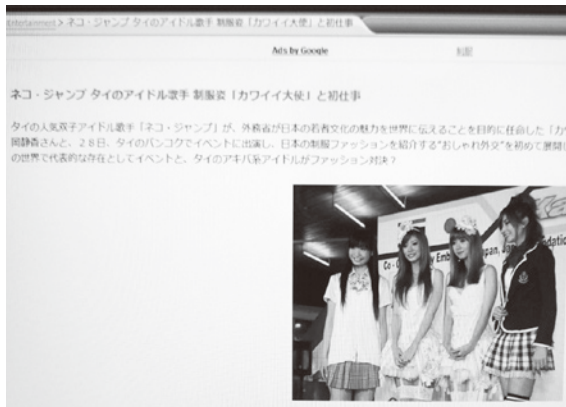 Entertainment > ネコ・ジャンプ タイのアイドル歌手 制服姿「カワイイ大使」と初仕事
Ads by Google
制服
ネコ・ジャンプ タイのアイドル歌手 制服姿「カワイイ大使」と初仕事
タイの人気双子アイドル歌手「ネコ・ジャンプ」が、外務省が日本の若者文化の魅力を世界に伝えることを目的に任命した「カワ
岡静香さんと、28日、タイのバンコクでイベントに出演し、日本の制服ファッションを紹介する“おしゃれ外交”を初めて展開し
の世界で代表的な存在としてイベントと、タイのアキバ系アイドルがファッション対決？
Co-O
y Emb
apan, Ja
ndatio